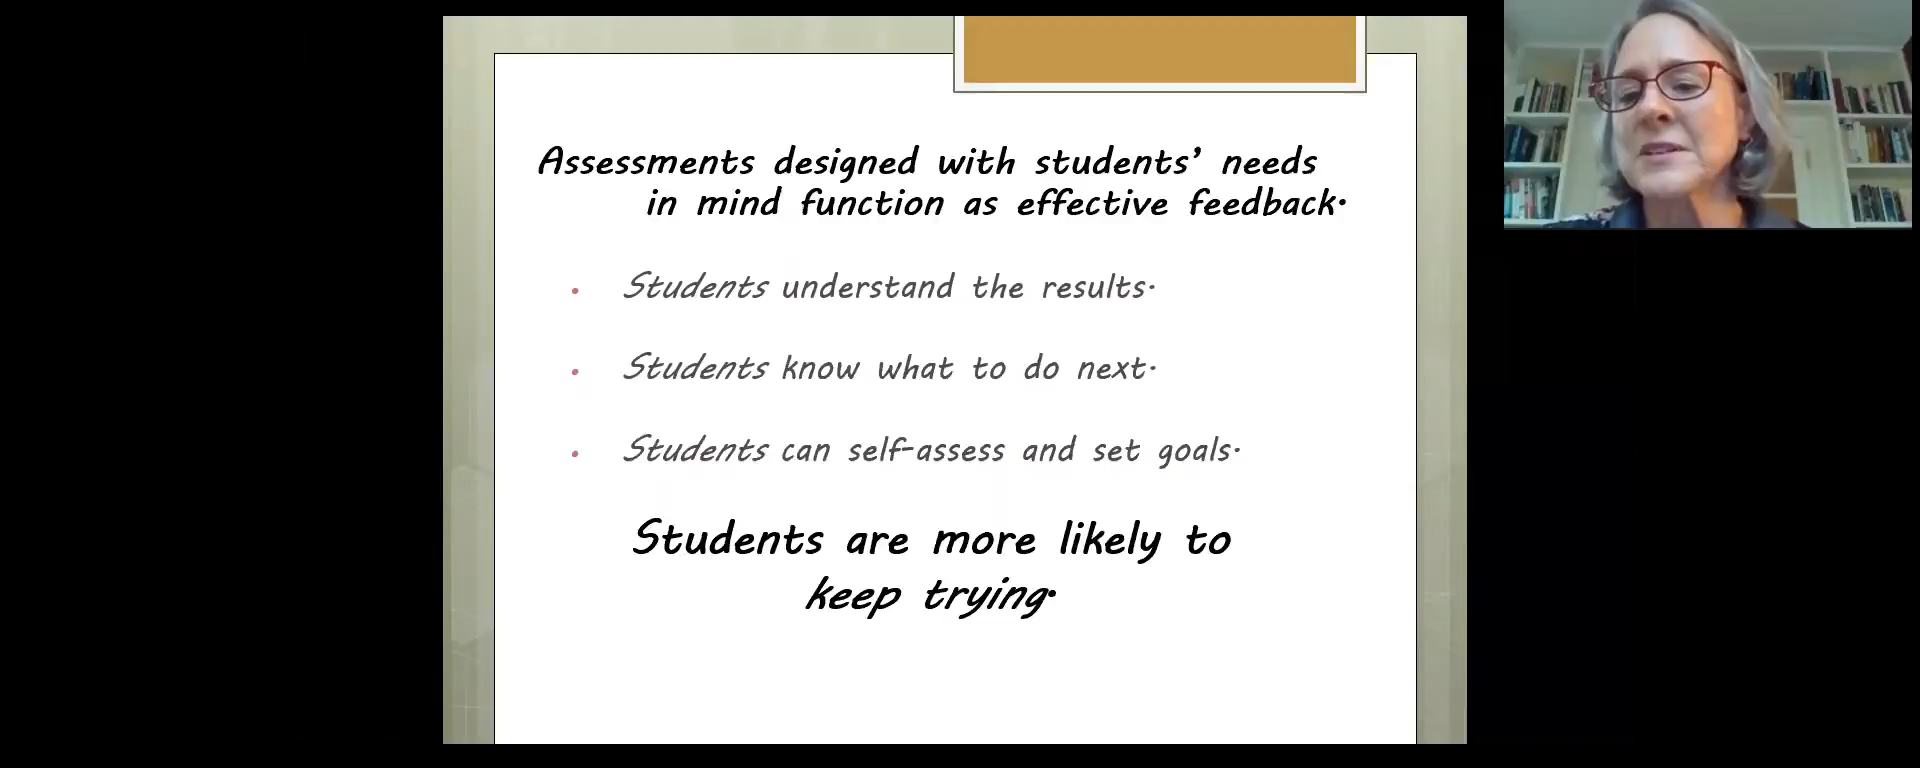 Assessments designed with students’ needs
in mind function as effective feedback.
• Students understand the results.
• Students know what to do next.
• Students can self-assess and set goals.
Students are more likely to
keep trying.